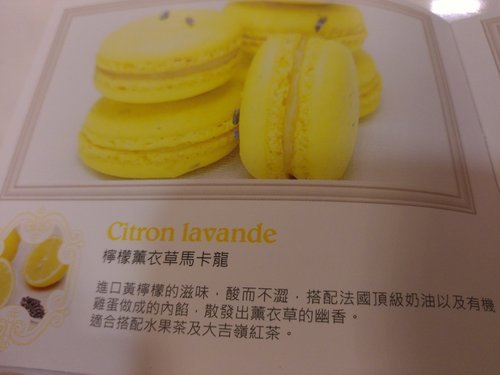 Citron lavande
檸檬薰衣草馬卡龍
進口黃檸檬的滋味，酸而不澀，搭配法國頂級奶油以及有機
雞蛋做成的內餡，散發出薰衣草的幽香。
適合搭配水果茶及大吉嶺紅茶。